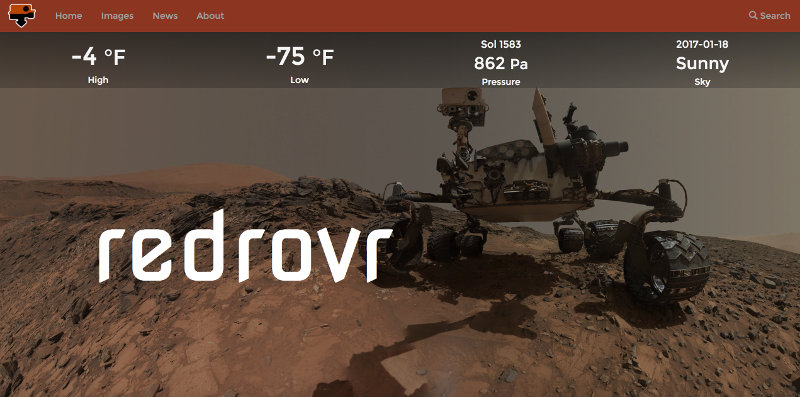 Home Images News About Search
-4 °F
High
-75 °F
Low
Sol 1583
862 Pa
Pressure
2017-01-18
Sunny
Sky
redrovr